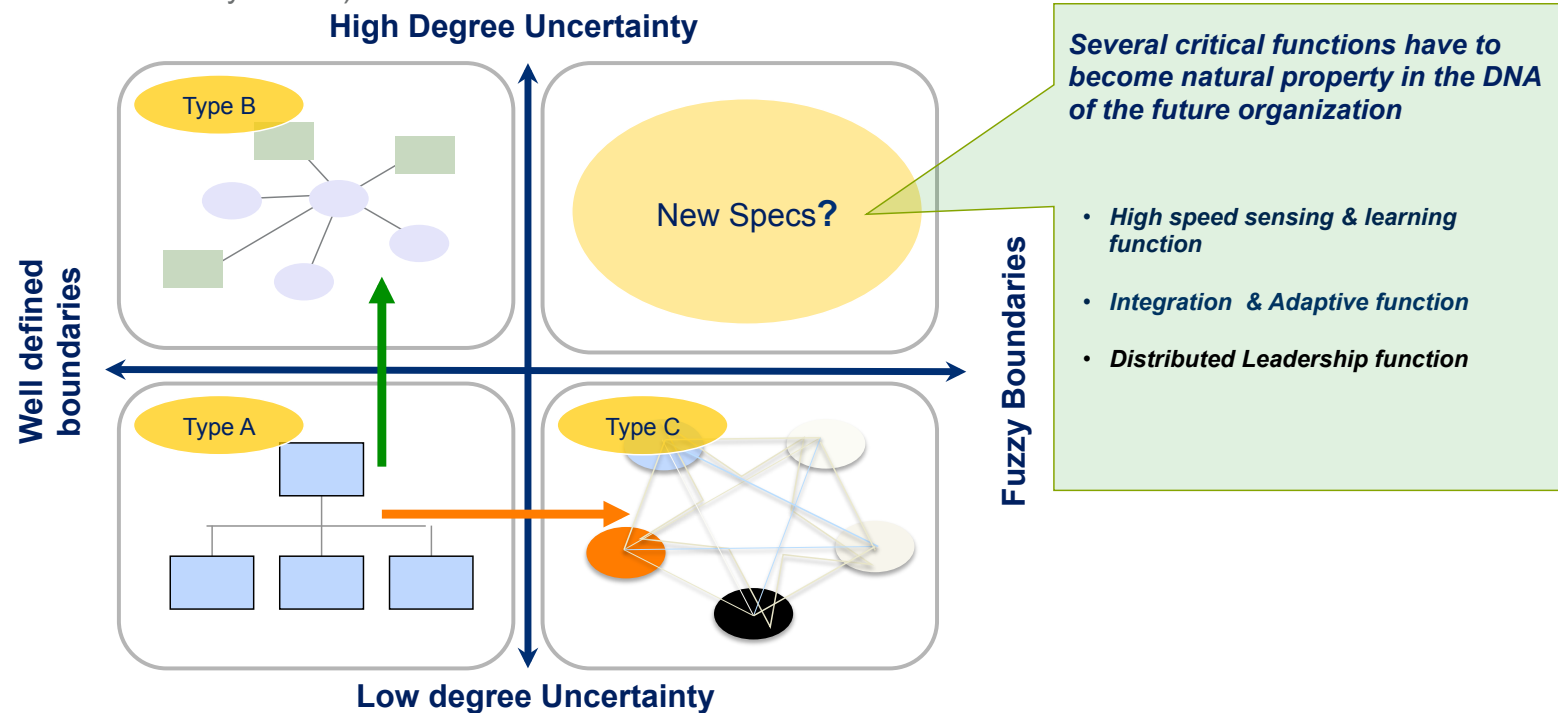 High Degree Uncertainty
Several critical functions have to
become natural property in the DNA
of the future organization
Type B
New Specs?
• High speed sensing & learning
function
• Integration & Adaptive function
• Distributed Leadership function
Well defined
boundaries
Fuzzy Boundaries
Type A
Type C
Low degree Uncertainty